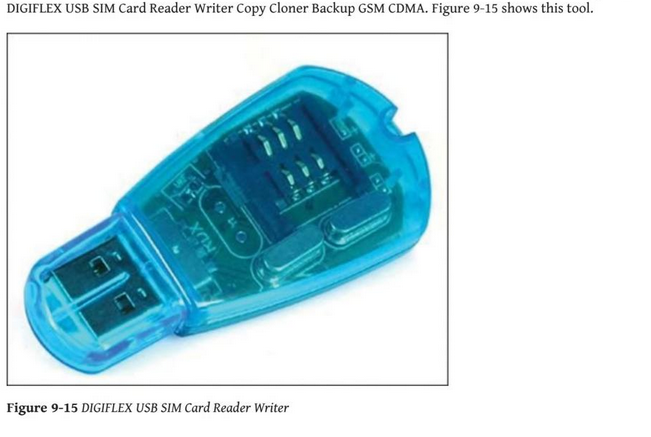 DIGIFLEX USB SIM Card Reader Writer Copy Cloner Backup GSM CDMA. Figure 9-15 shows this tool.
Figure 9-15 DIGIFLEX USB SIM Card Reader Writer